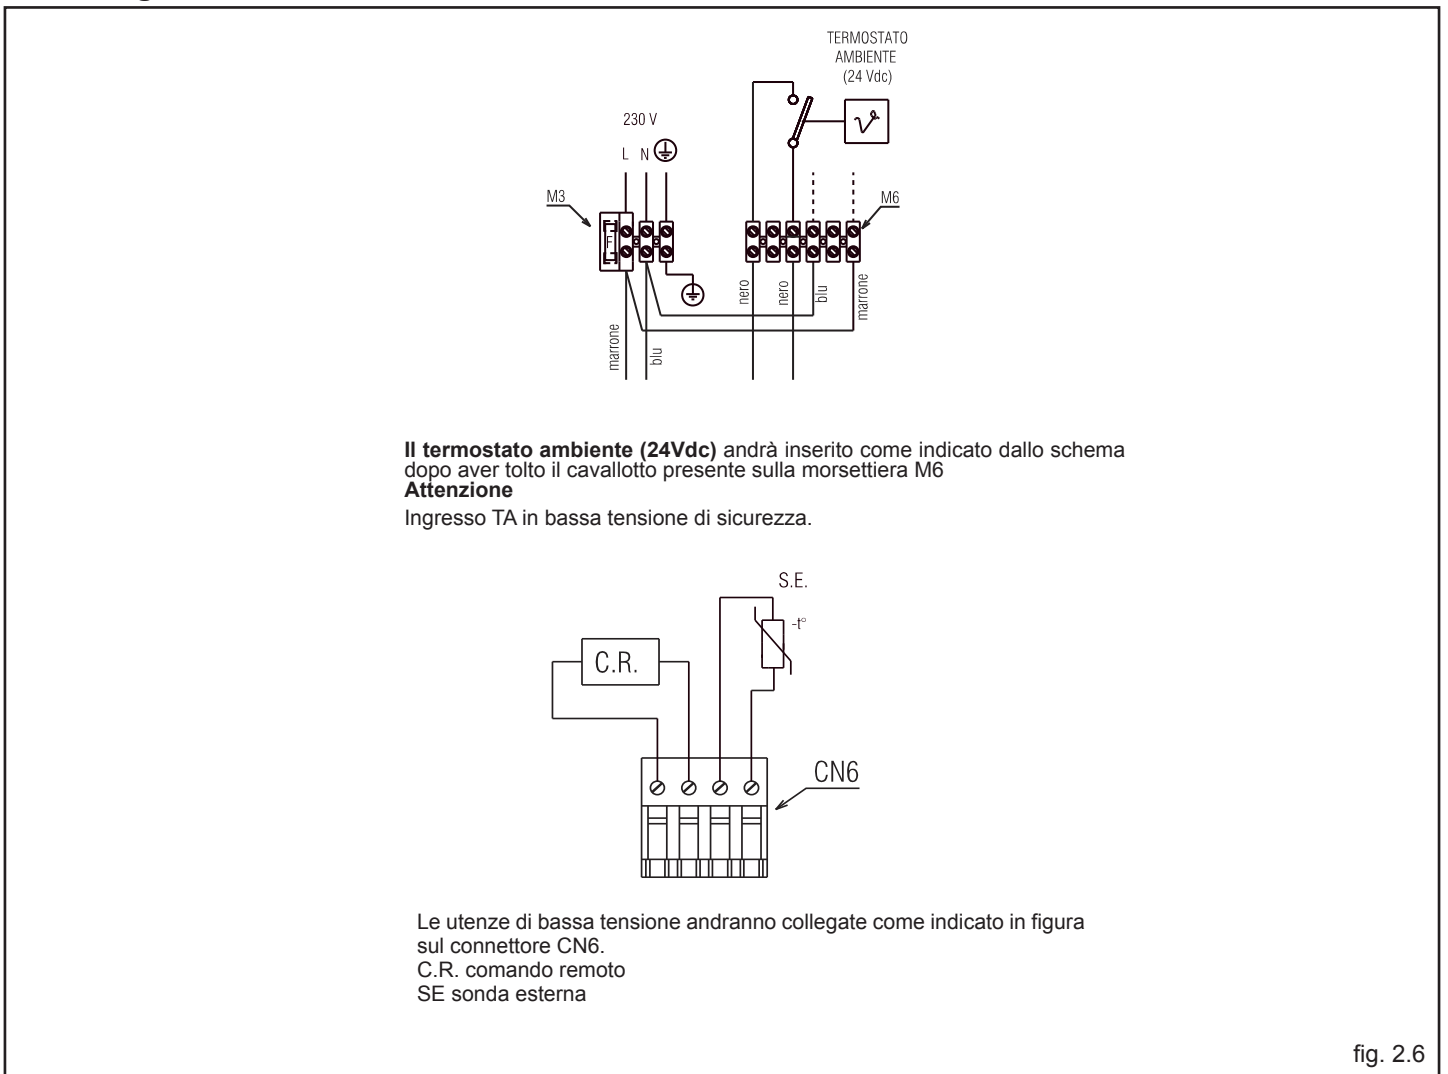 TERMOSTATO
AMBIENTE
(24 Vdc)
230 V
L N
M3
M6
F
nero
nero
blu
marrone
marrone
blu
Il termostato ambiente (24Vdc) andrà inserito come indicato dallo schema
dopo aver tolto il cavallotto presente sulla morsettiera M6
Attenzione
Ingresso TA in bassa tensione di sicurezza.
S.E.
-t°
C.R.
CN6
Le utenze di bassa tensione andranno collegate come indicato in figura
sul connettore CN6.
C.R. comando remoto
SE sonda esterna
fig. 2.6